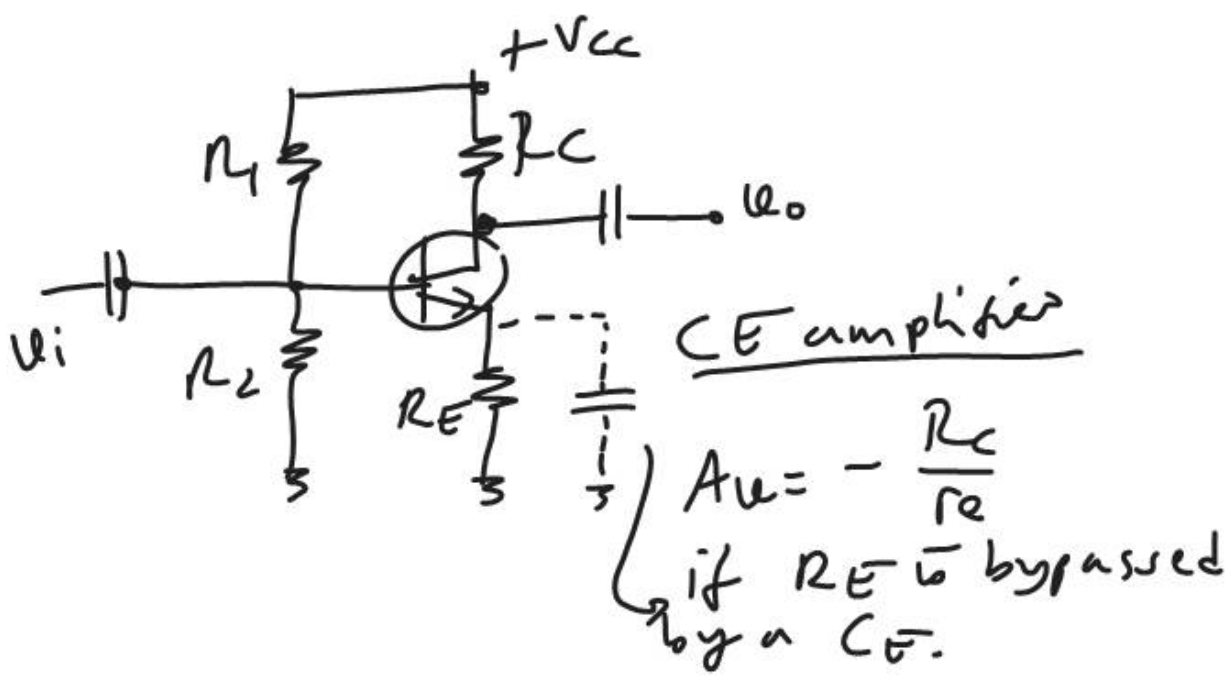 +Vcc
R1
RC
vo
vi
R2
RE
CE amplifier
Av = - Rc
re
if RE is bypassed
by a CE.